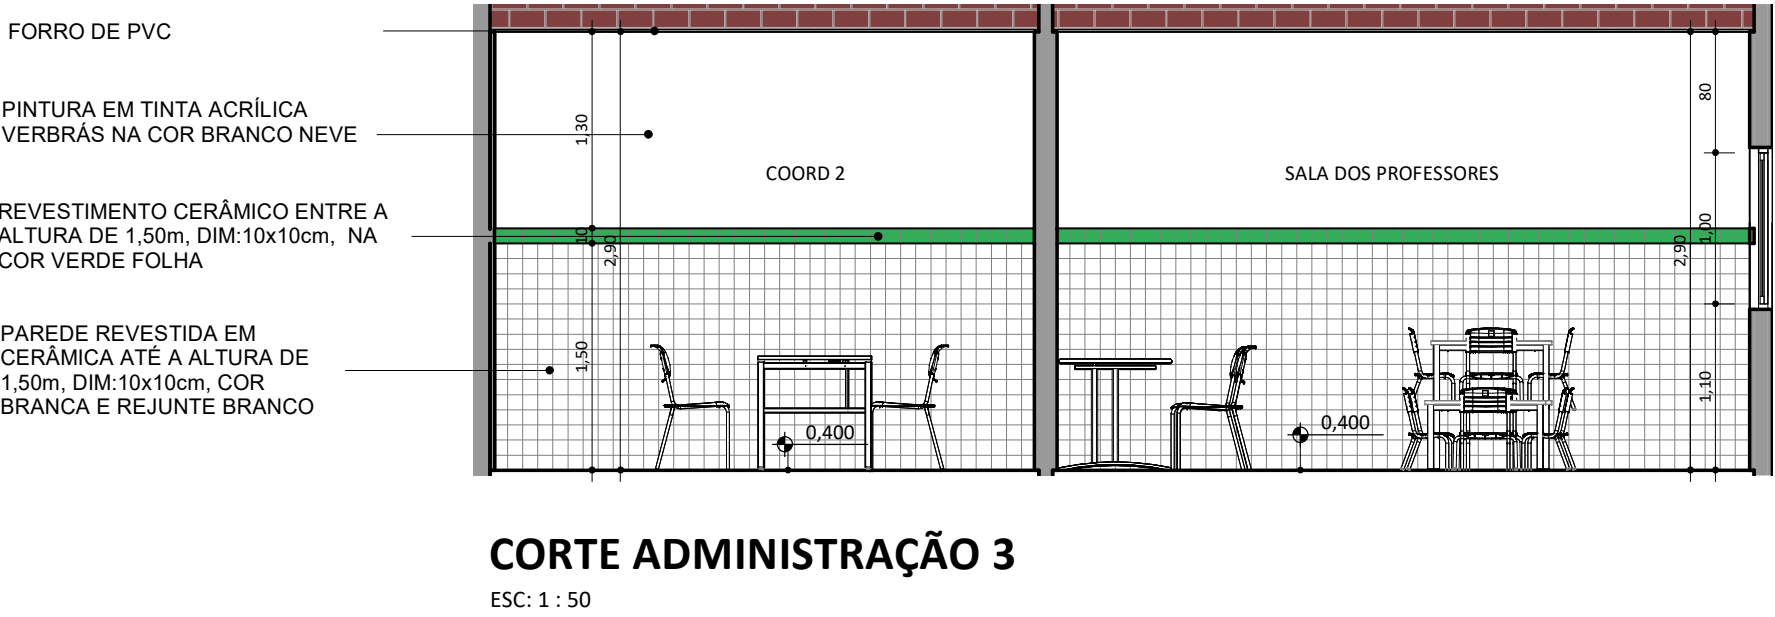 FORRO DE PVC
PINTURA EM TINTA ACRÍLICA
VERBRÁS NA COR BRANCO NEVE
REVESTIMENTO CERÂMICO ENTRE A
ALTURA DE 1,50m, DIM:10x10cm, NA
COR VERDE FOLHA
PAREDE REVESTIDA EM
CERÂMICA ATÉ A ALTURA DE
1,50m, DIM:10x10cm, COR
BRANCA E REJUNTE BRANCO
1,30
10
2,90
1,50
COORD 2
0,400
SALA DOS PROFESSORES
0,400
80
1,00
2,90
1,10
CORTE ADMINISTRAÇÃO 3
ESC: 1 : 50